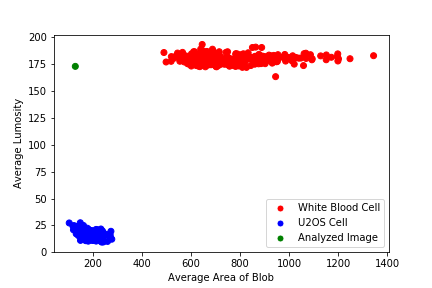 200
175
150
125
100
75
50
25
0
Average Lumosity
200 400 600 800 1000 1200 1400
Average Area of Blob
White Blood Cell
U2OS Cell
Analyzed Image